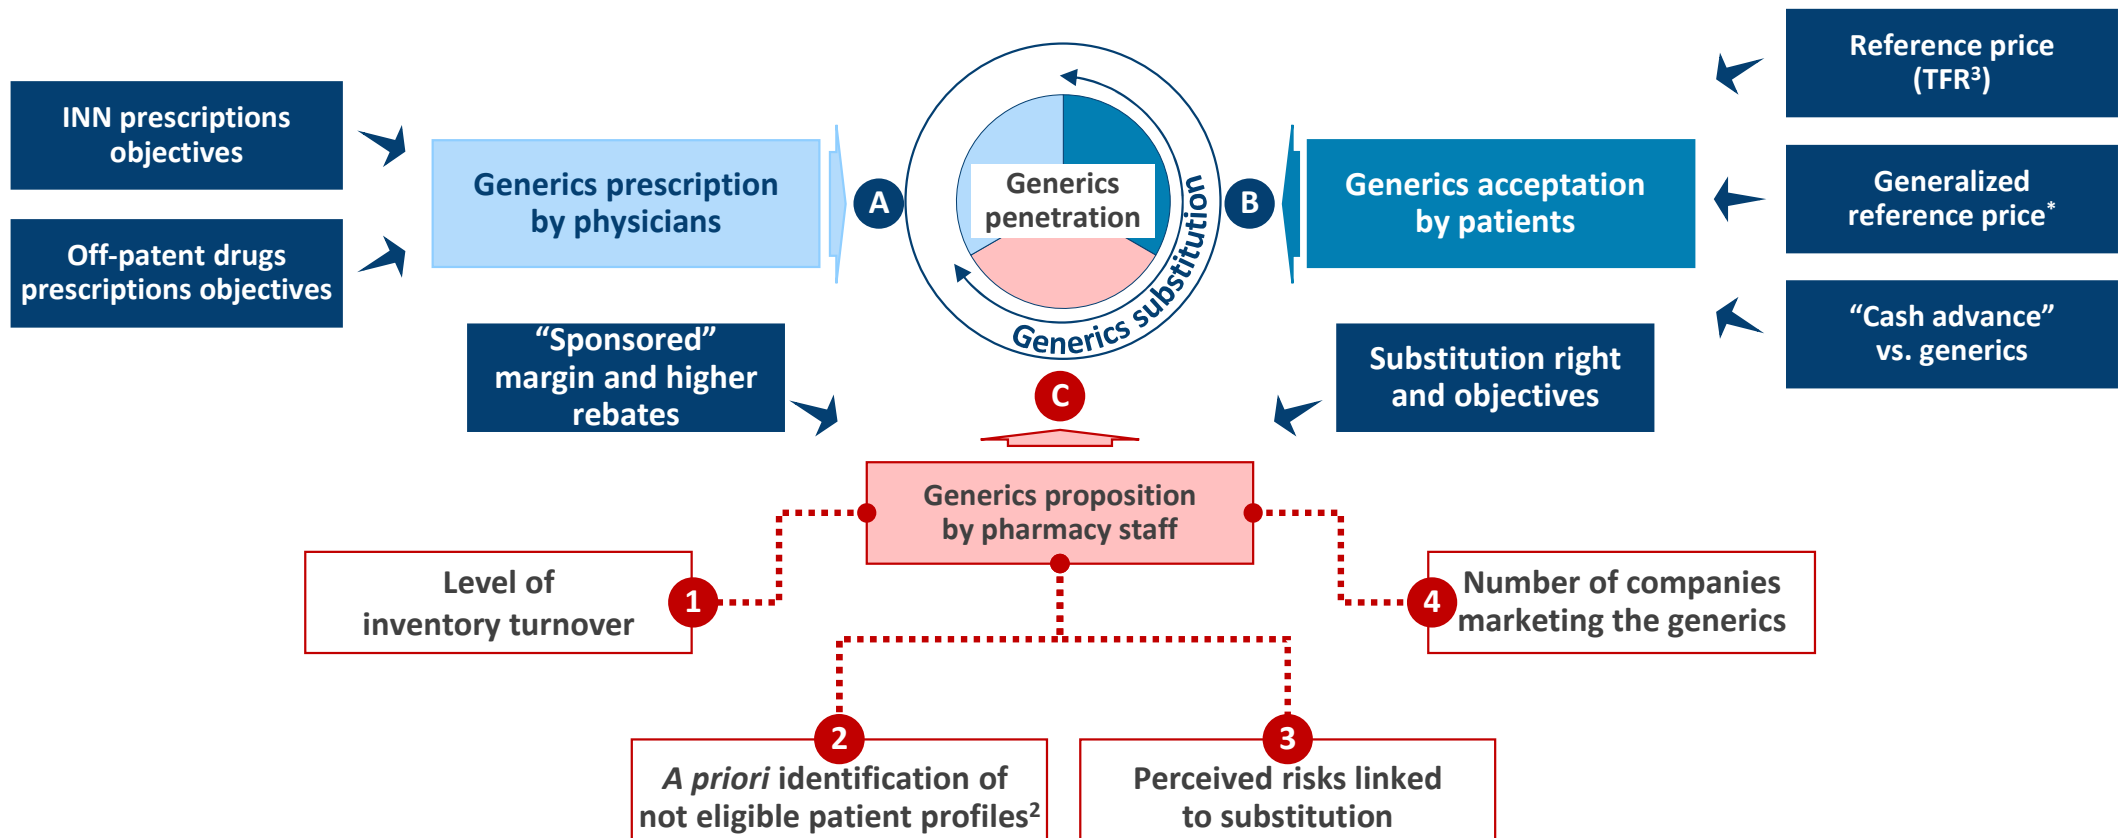 INN prescriptions
objectives
Off-patent drugs
prescriptions objectives
Generics prescription
by physicians
A
Generics
penetration
Generics substitution
B
Generics acceptation
by patients
Reference price
(TFR³)
Generalized
reference price*
“Cash advance”
vs. generics
“Sponsored”
margin and higher
rebates
C
Substitution right
and objectives
Generics proposition
by pharmacy staff
Level of
inventory turnover
1
2
A priori identification of
not eligible patient profiles²
3
Perceived risks linked
to substitution
4
Number of companies
marketing the generics